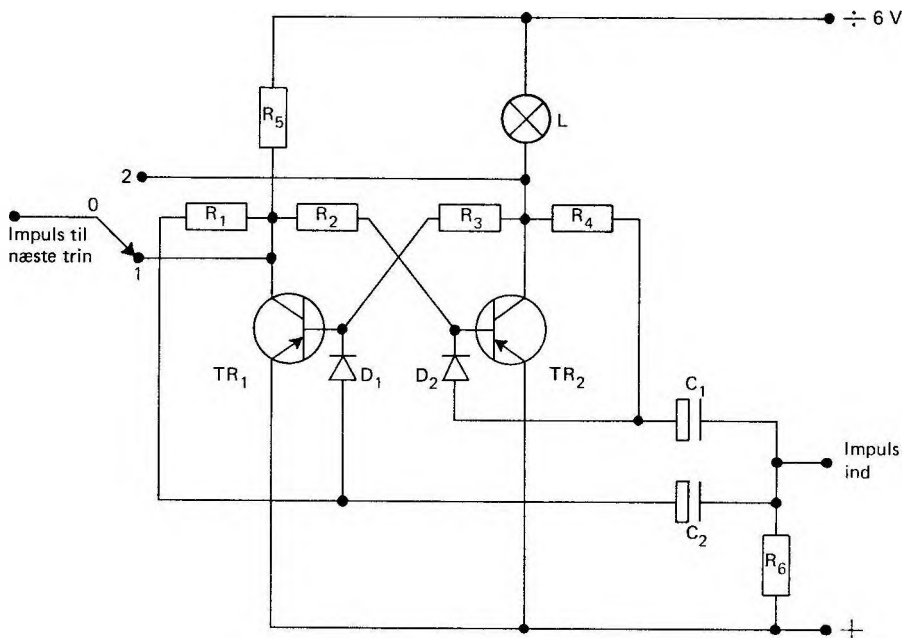 ÷ 6 V
R5
L
2
0
R1
R2
R3
R4
Impuls til
næste trin
1
TR1
D1
D2
TR2
C1
Impuls
ind
C2
R6
+